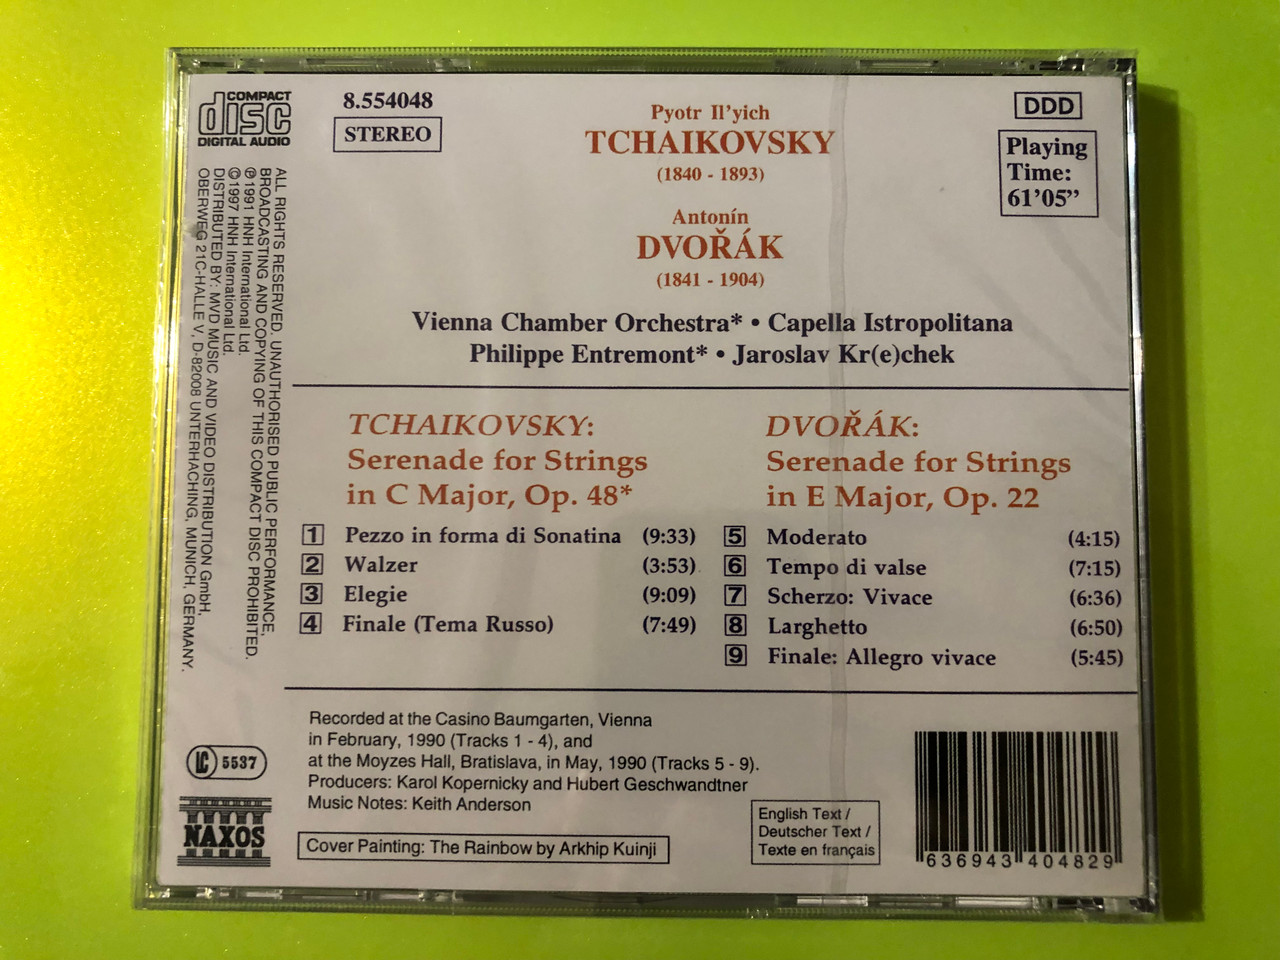 COMPACT
disc
DIGITAL AUDIO
8.554048
STEREO
Pyotr Il'yich
TCHAIKOVSKY
(1840 - 1893)
Antonín
DVOŘÁK
(1841 - 1904)
DDD
Playing
Time:
61'05"
Vienna Chamber Orchestra* • Capella Istropolitana
Philippe Entremont* • Jaroslav Kr(e)chek
TCHAIKOVSKY:
Serenade for Strings
in C Major, Op. 48*
1 Pezzo in forma di Sonatina (9:33)
2 Walzer (3:53)
3 Elegie (9:09)
4 Finale (Tema Russo) (7:49)
DVOŘÁK:
Serenade for Strings
in E Major, Op. 22
5 Moderato (4:15)
6 Tempo di valse (7:15)
7 Scherzo: Vivace (6:36)
8 Larghetto (6:50)
9 Finale: Allegro vivace (5:45)
ALL RIGHTS RESERVED. UNAUTHORISED PUBLIC PERFORMANCE,
BROADCASTING AND COPYING OF THIS COMPACT DISC PROHIBITED.
℗ 1991 HNH International Ltd.
© 1997 HNH International Ltd.
DISTRIBUTED BY: MVD MUSIC AND VIDEO DISTRIBUTION GmbH,
OBERWEG 21C-HALLE V, D-82008 UNTERHACHING, MUNICH, GERMANY.
LC 5537
NAXOS
Recorded at the Casino Baumgarten, Vienna
in February, 1990 (Tracks 1 - 4), and
at the Moyzes Hall, Bratislava, in May, 1990 (Tracks 5 - 9).
Producers: Karol Kopernicky and Hubert Geschwandtner
Music Notes: Keith Anderson
Cover Painting: The Rainbow by Arkhip Kuinji
English Text /
Deutscher Text /
Texte en français
636943 404829